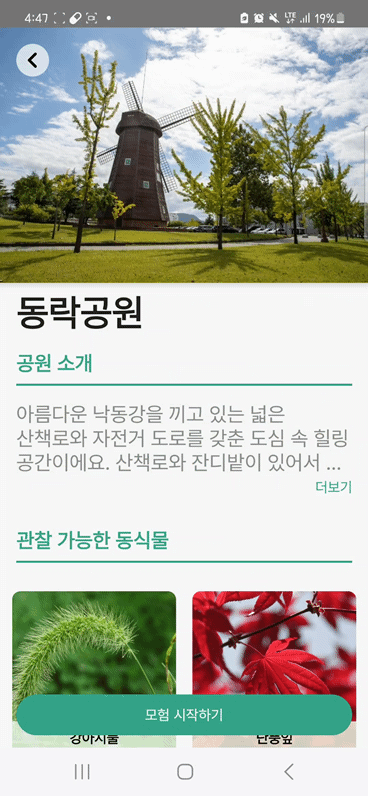 4:47
LTE
19%
동락공원
공원 소개
아름다운 낙동강을 끼고 있는 넓은
산책로와 자전거 도로를 갖춘 도심 속 힐링
공간이에요. 산책로와 잔디밭이 있어서 ...
더보기
관찰 가능한 동식물
모험 시작하기
강아지풀
단풍잎